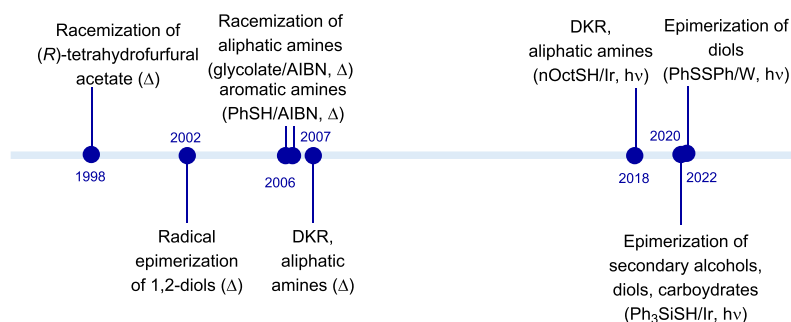 Racemization of
(R)-tetrahydrofurfural
acetate (Δ)
1998
2002
Radical
epimerization
of 1,2-diols (Δ)
Racemization of
aliphatic amines
(glycolate/AIBN, Δ)
aromatic amines
(PhSH/AIBN, Δ)
2006
2007
DKR,
aliphatic
amines (Δ)
DKR,
aliphatic amines
(nOctSH/Ir, hν)
2018
2020
Epimerization of
secondary alcohols,
diols, carboydrates
(Ph₃SiSH/Ir, hν)
Epimerization of
diols
(PhSSPh/W, hν)
2022